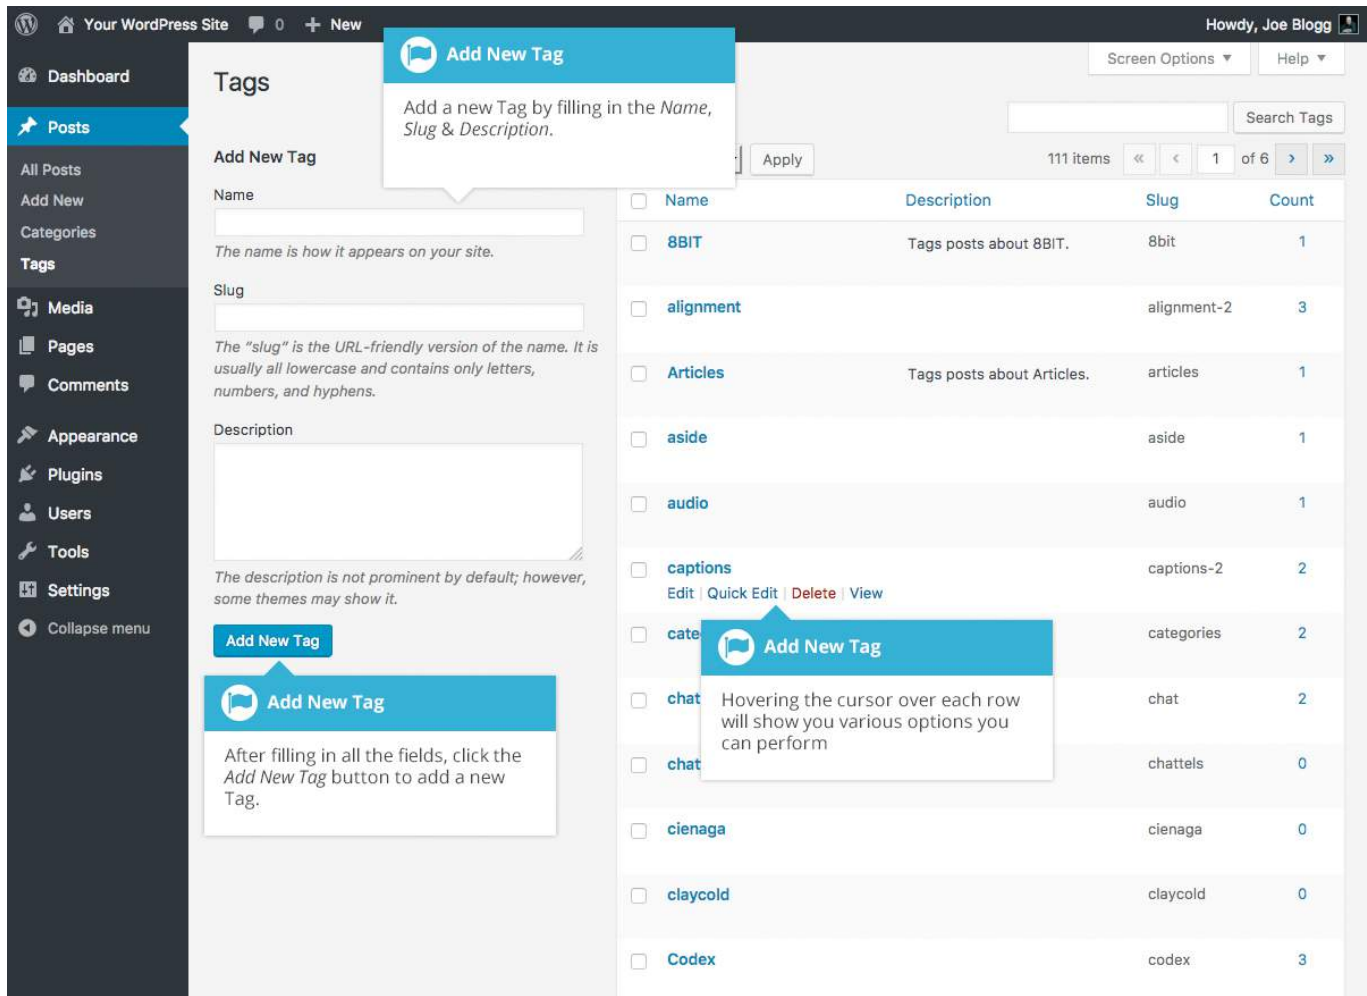 Your WordPress Site 0 + New
Howdy, Joe Blogg
Dashboard
Posts
All Posts
Add New
Categories
Tags
Media
Pages
Comments
Appearance
Plugins
Users
Tools
Settings
Collapse menu
Screen Options ▼ Help ▼
Tags
Add New Tag
Add a new Tag by filling in the Name,
Slug & Description.
Search Tags
Apply
111 items « ‹ 1 of 6 › »
Add New Tag
Name
The name is how it appears on your site.
Slug
The “slug” is the URL-friendly version of the name. It is
usually all lowercase and contains only letters,
numbers, and hyphens.
Description
The description is not prominent by default; however,
some themes may show it.
Add New Tag
Add New Tag
After filling in all the fields, click the
Add New Tag button to add a new
Tag.
Name Description Slug Count
8BIT Tags posts about 8BIT. 8bit 1
alignment alignment-2 3
Articles Tags posts about Articles. articles 1
aside aside 1
audio audio 1
captions captions-2 2
Edit | Quick Edit | Delete | View
categories 2
Add New Tag
Hovering the cursor over each row
will show you various options you
can perform
chat chat 2
chattels 0
cienaga cienaga 0
claycold claycold 0
Codex codex 3